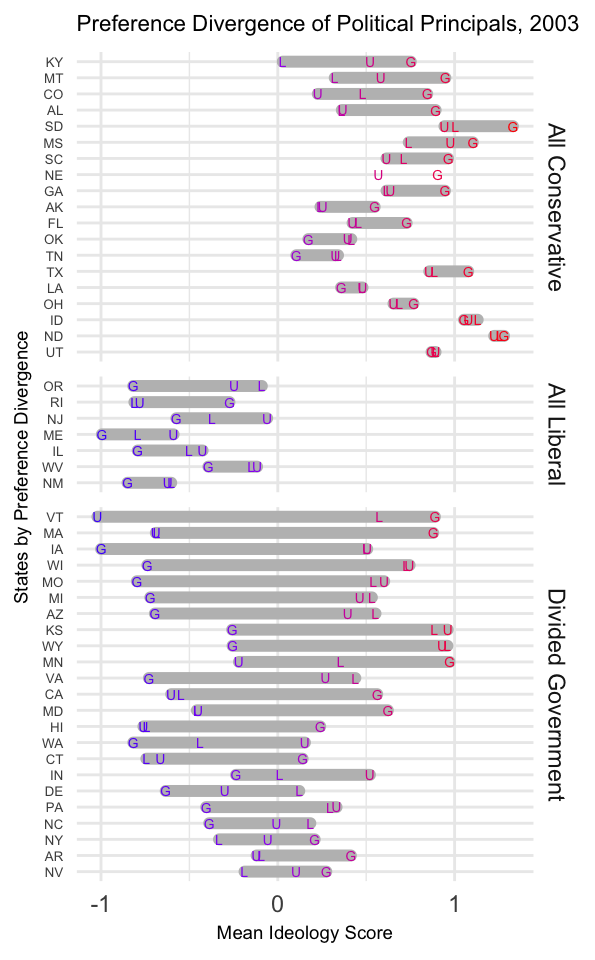 Preference Divergence of Political Principals, 2003
States by Preference Divergence
All Conservative
KY L U G
MT L U G
CO U L G
AL U G
SD U L G
MS L U G
SC U L G
NE U G
GA L U G
AK L U G
FL U L G
OK G U L
TN G U L
TX U L G
LA G L U
OH U L G
ID G U L
ND U L G
UT G U
All Liberal
OR G U L
RI L U G
NJ G L U
ME G L U
IL G L U
WV G L U
NM G U L
Divided Government
VT U L G
MA L U G
IA G L U
WI G L U
MO G L U
MI G U L
AZ G U L
KS G L U
WY G U L
MN U L G
VA G U L
CA U L G
MD L U G
HI U L G
WA G L U
CT L U G
IN G L U
DE G U L
PA G L U
NC G U L
NY L U G
AR U L G
NV L U G
-1 0 1
Mean Ideology Score